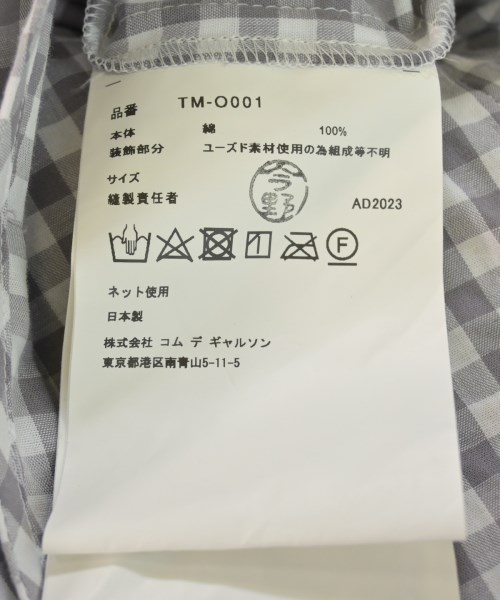 品番 TM-O001
本体 綿 100%
装飾部分 ユーズド素材使用の為組成等不明
サイズ
縫製責任者 今野 AD2023
F
ネット使用
日本製
株式会社 コム デ ギャルソン
東京都港区南青山5-11-5